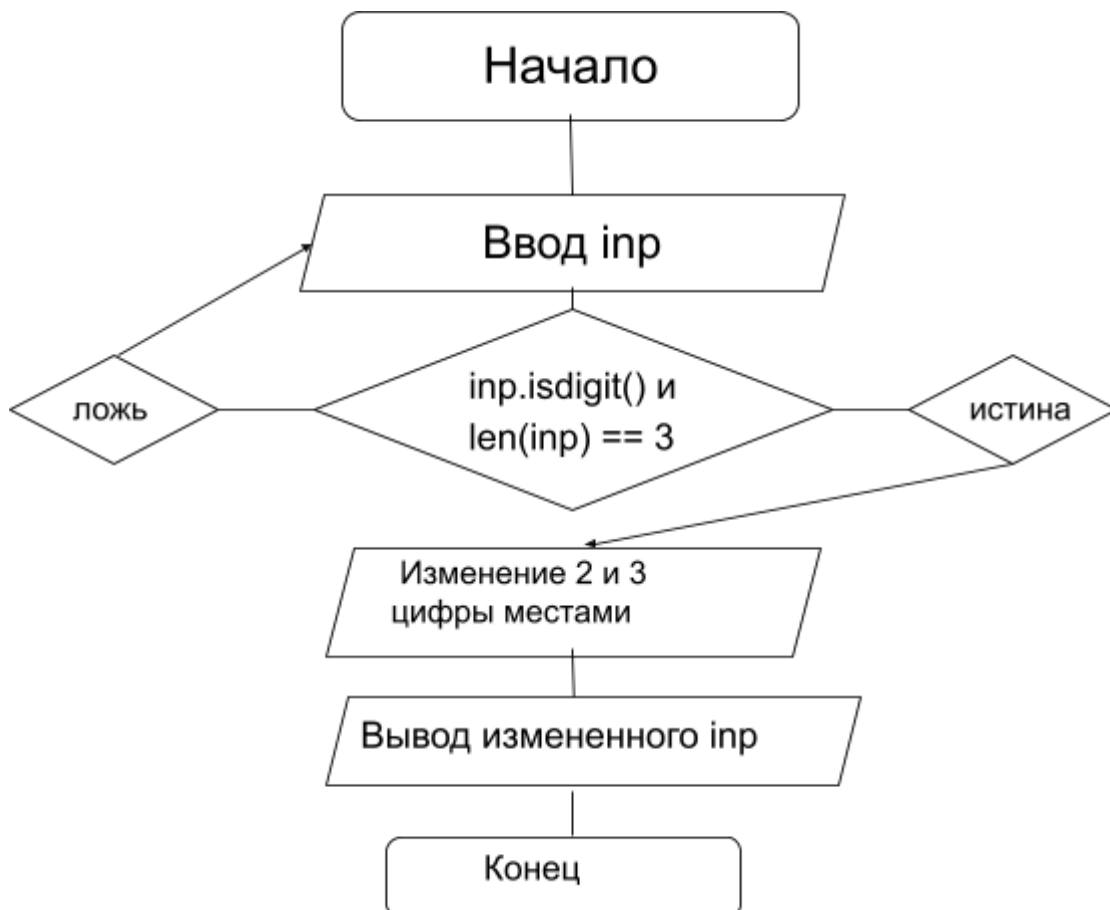 Начало
Ввод inp
inp.isdigit() и
len(inp) == 3
ложь
истина
Изменение 2 и 3
цифры местами
Вывод измененного inp
Конец